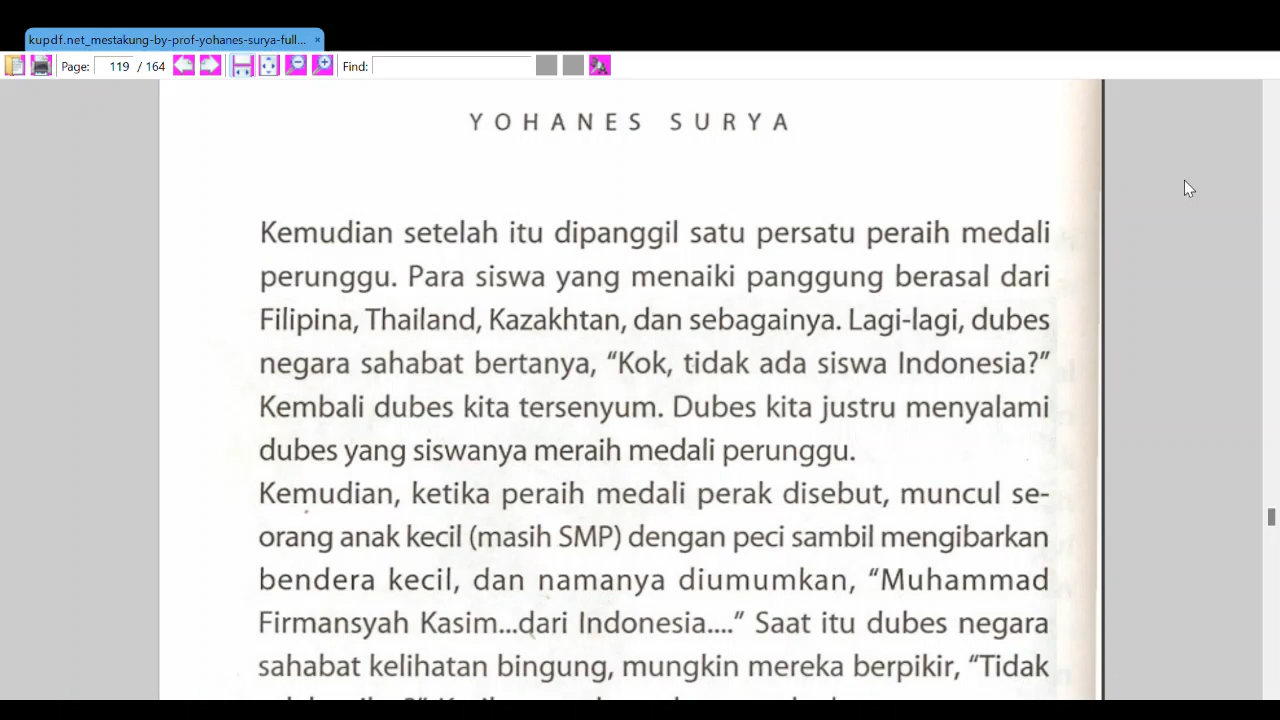 kupdf.net_mestakung-by-prof-yohanes-surya-full... ×
Page: 119 / 164 Find:
YOHANES SURYA
Kemudian setelah itu dipanggil satu persatu peraih medali
perunggu. Para siswa yang menaiki panggung berasal dari
Filipina, Thailand, Kazakhtan, dan sebagainya. Lagi-lagi, dubes
negara sahabat bertanya, “Kok, tidak ada siswa Indonesia?”
Kembali dubes kita tersenyum. Dubes kita justru menyalami
dubes yang siswanya meraih medali perunggu.
Kemudian, ketika peraih medali perak disebut, muncul se-
orang anak kecil (masih SMP) dengan peci sambil mengibarkan
bendera kecil, dan namanya diumumkan, “Muhammad
Firmansyah Kasim...dari Indonesia....” Saat itu dubes negara
sahabat kelihatan bingung, mungkin mereka berpikir, “Tidak